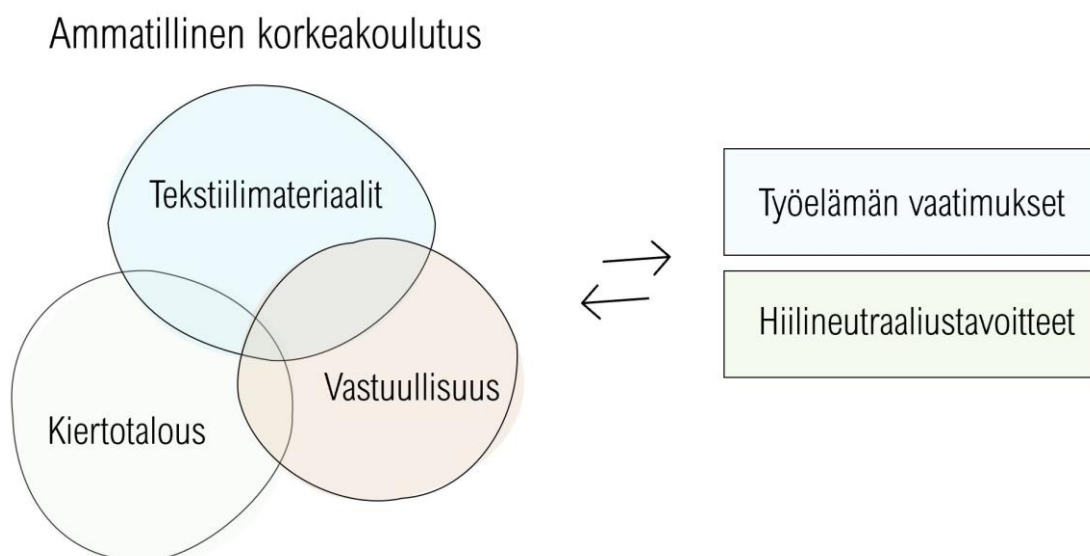 Ammatillinen korkeakoulutus
Tekstiilimateriaalit
Vastuullisuus
Kiertotalous
Työelämän vaatimukset
Hiilineutraaliustavoitteet